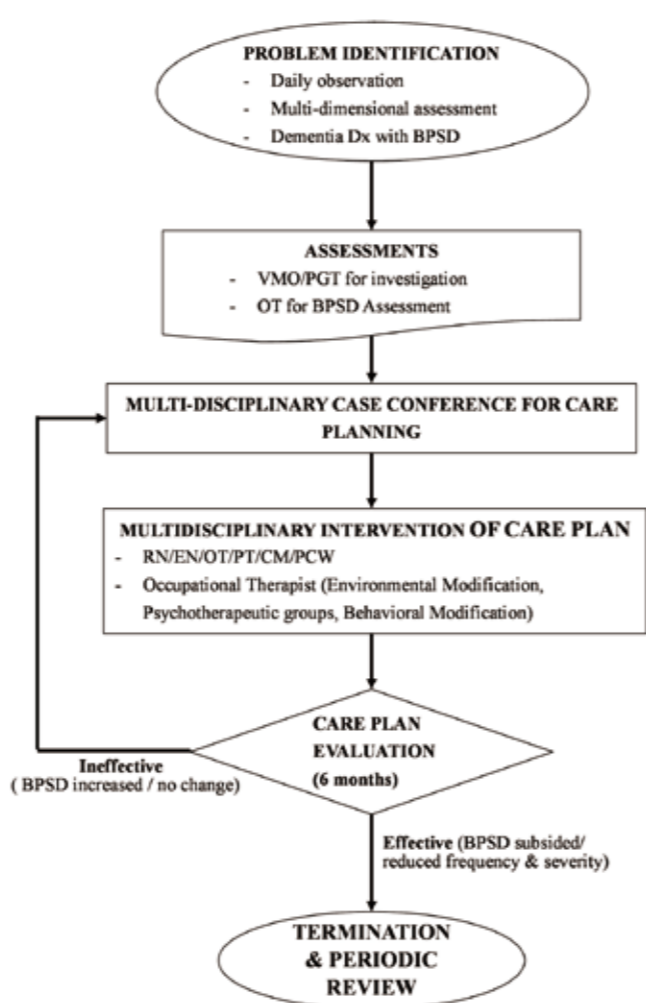 PROBLEM IDENTIFICATION
- Daily observation
- Multi-dimensional assessment
- Dementia Dx with BPSD
ASSESSMENTS
- VMO/PGT for investigation
- OT for BPSD Assessment
MULTI-DISCIPLINARY CASE CONFERENCE FOR CARE
PLANNING
MULTIDISCIPLINARY INTERVENTION OF CARE PLAN
- RN/EN/OT/PT/CM/PCW
- Occupational Therapist (Environmental Modification,
Psychotherapeutic groups, Behavioral Modification)
CARE PLAN
EVALUATION
(6 months)
Ineffective
( BPSD increased / no change)
Effective (BPSD subsided/
reduced frequency & severity)
TERMINATION
& PERIODIC
REVIEW